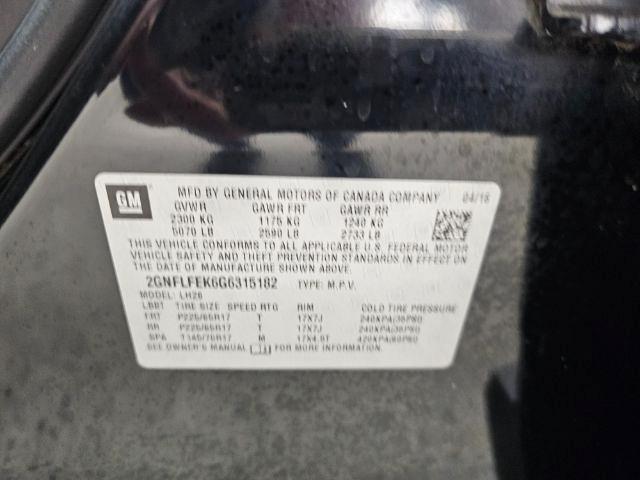 GM
MFD BY GENERAL MOTORS OF CANADA COMPANY 04/16
GVWR GAWR FRT GAWR RR
2300 KG 1175 KG 1240 KG
5070 LB 2590 LB 2733 LB
THIS VEHICLE CONFORMS TO ALL APPLICABLE U.S. FEDERAL MOTOR
VEHICLE SAFETY AND THEFT PREVENTION STANDARDS IN EFFECT ON
THE DATE OF MANUFACTURE SHOWN ABOVE.
2GNFLFEK6G6315182 TYPE: M.P.V.
MODEL: LH26
TIRE SIZE SPEED RTG RIM COLD TIRE PRESSURE
FRT P225/65R17 T 17X7J 240KPA(35PSI)
RR P225/65R17 T 17X7J 240KPA(35PSI)
SPA T145/70R17 M 17X4.0T 420KPA(60PSI)
SEE OWNER'S MANUAL FOR MORE INFORMATION.